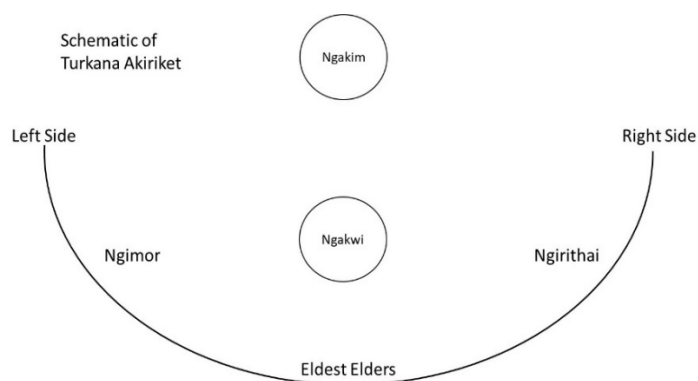 Schematic of
Turkana Akiriket
Ngakim
Left Side
Right Side
Ngakwi
Ngimor
Ngirithai
Eldest Elders